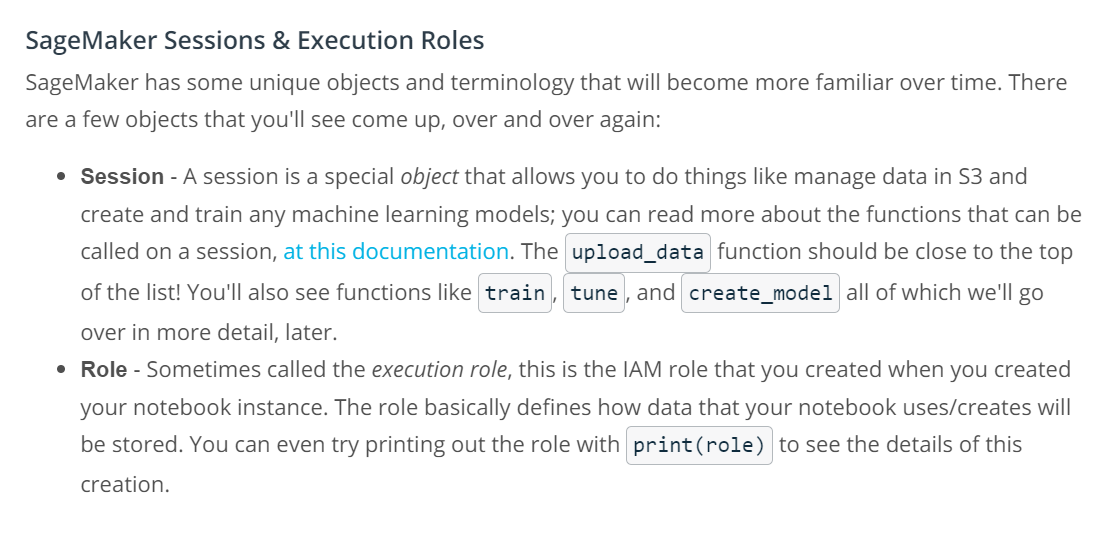 SageMaker Sessions & Execution Roles
SageMaker has some unique objects and terminology that will become more familiar over time. There
are a few objects that you'll see come up, over and over again:
• Session - A session is a special object that allows you to do things like manage data in S3 and
create and train any machine learning models; you can read more about the functions that can be
called on a session, at this documentation. The upload_data function should be close to the top
of the list! You'll also see functions like train, tune, and create_model all of which we'll go
over in more detail, later.
• Role - Sometimes called the execution role, this is the IAM role that you created when you created
your notebook instance. The role basically defines how data that your notebook uses/creates will
be stored. You can even try printing out the role with print(role) to see the details of this
creation.